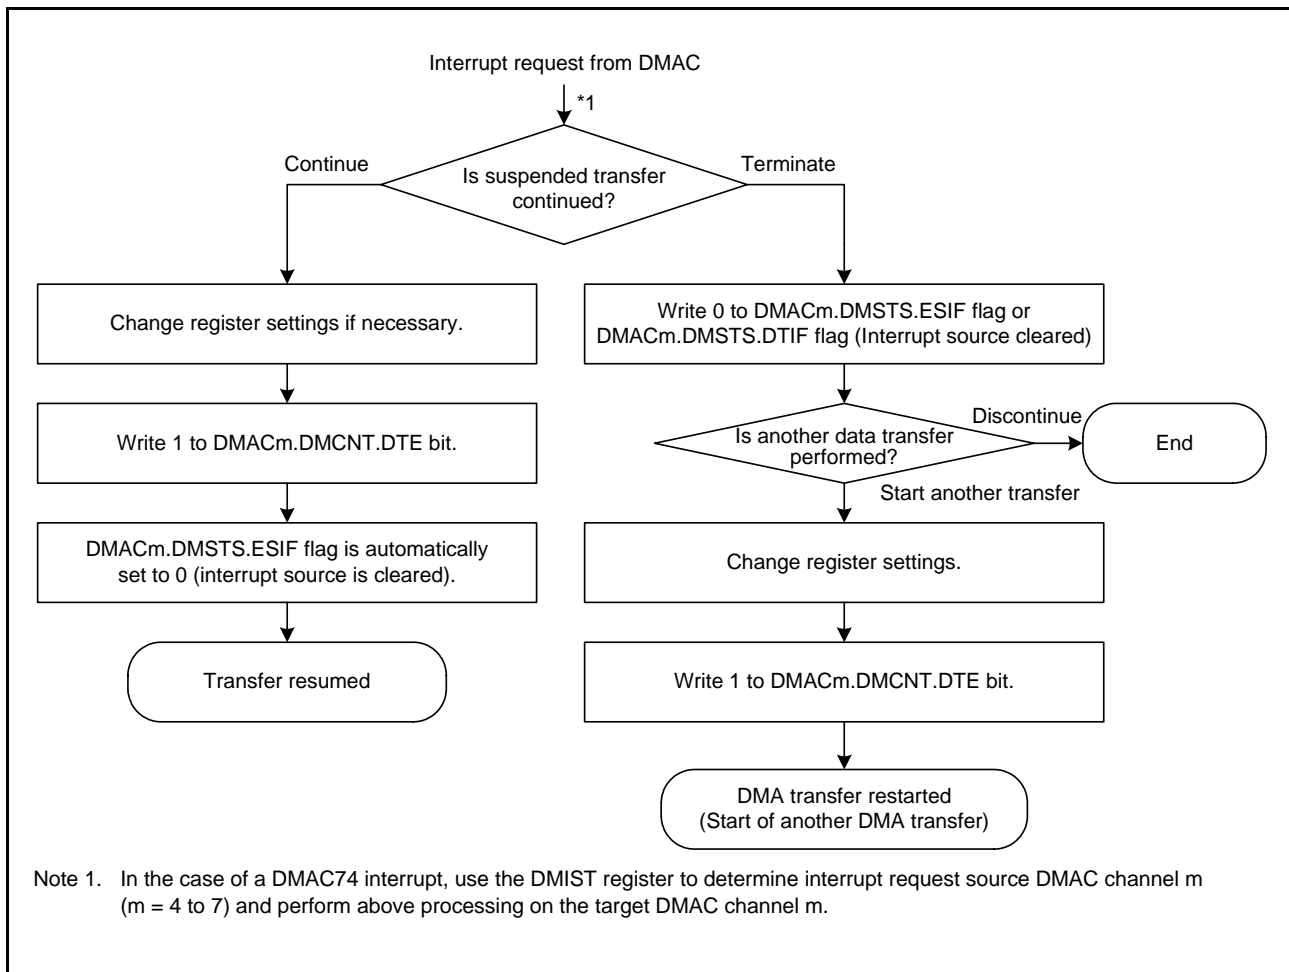 Interrupt request from DMAC
*1
Continue
Terminate
Is suspended transfer
continued?
Change register settings if necessary.
Write 1 to DMACm.DMCNT.DTE bit.
DMACm.DMSTS.ESIF flag is automatically
set to 0 (interrupt source is cleared).
Transfer resumed
Write 0 to DMACm.DMSTS.ESIF flag or
DMACm.DMSTS.DTIF flag (Interrupt source cleared)
Is another data transfer
performed?
Discontinue
End
Start another transfer
Change register settings.
Write 1 to DMACm.DMCNT.DTE bit.
DMA transfer restarted
(Start of another DMA transfer)
Note 1. In the case of a DMAC74 interrupt, use the DMIST register to determine interrupt request source DMAC channel m
(m = 4 to 7) and perform above processing on the target DMAC channel m.